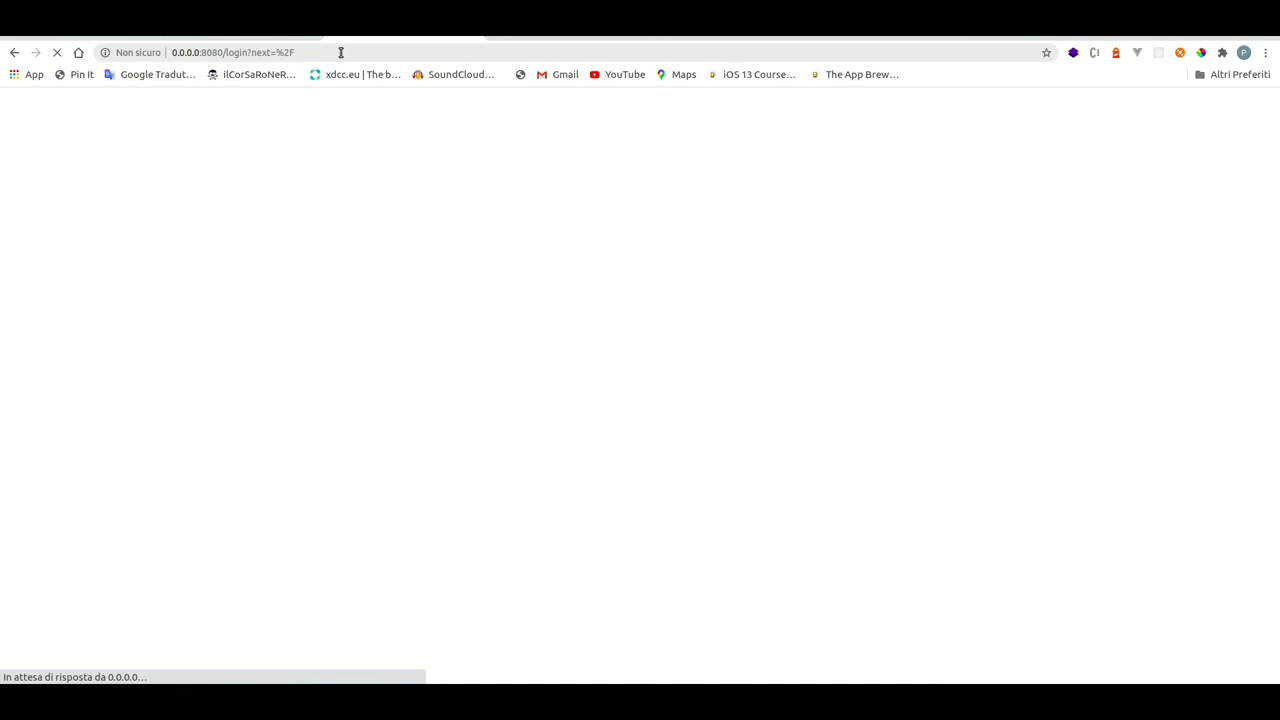 Non sicuro | 0.0.0.0:8080/login?next=%2F
App Pin It Google Tradut... ilCorSaRoNeR... xdcc.eu | The b... SoundCloud... Gmail YouTube Maps iOS 13 Course... The App Brew... Altri Preferiti
In attesa di risposta da 0.0.0.0...